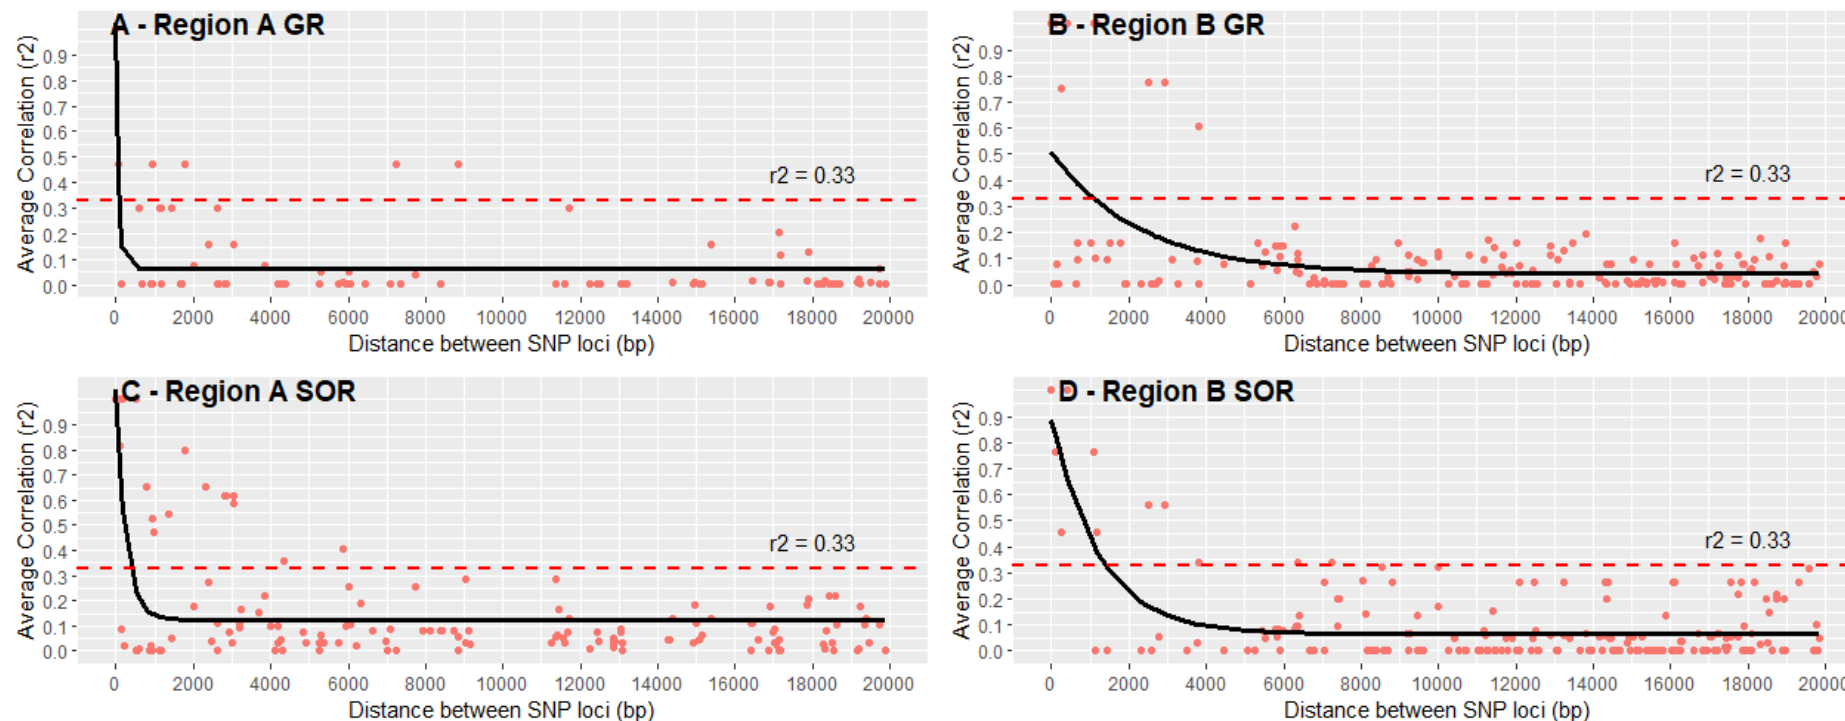 A - Region A GR
Average Correlation (r2)
0.9
0.8
0.7
0.6
0.5
0.4
0.3
0.2
0.1
0.0
r2 = 0.33
0 2000 4000 6000 8000 10000 12000 14000 16000 18000 20000
Distance between SNP loci (bp)
B - Region B GR
Average Correlation (r2)
0.9
0.8
0.7
0.6
0.5
0.4
0.3
0.2
0.1
0.0
r2 = 0.33
0 2000 4000 6000 8000 10000 12000 14000 16000 18000 20000
Distance between SNP loci (bp)
C - Region A SOR
Average Correlation (r2)
0.9
0.8
0.7
0.6
0.5
0.4
0.3
0.2
0.1
0.0
r2 = 0.33
0 2000 4000 6000 8000 10000 12000 14000 16000 18000 20000
Distance between SNP loci (bp)
D - Region B SOR
Average Correlation (r2)
0.9
0.8
0.7
0.6
0.5
0.4
0.3
0.2
0.1
0.0
r2 = 0.33
0 2000 4000 6000 8000 10000 12000 14000 16000 18000 20000
Distance between SNP loci (bp)